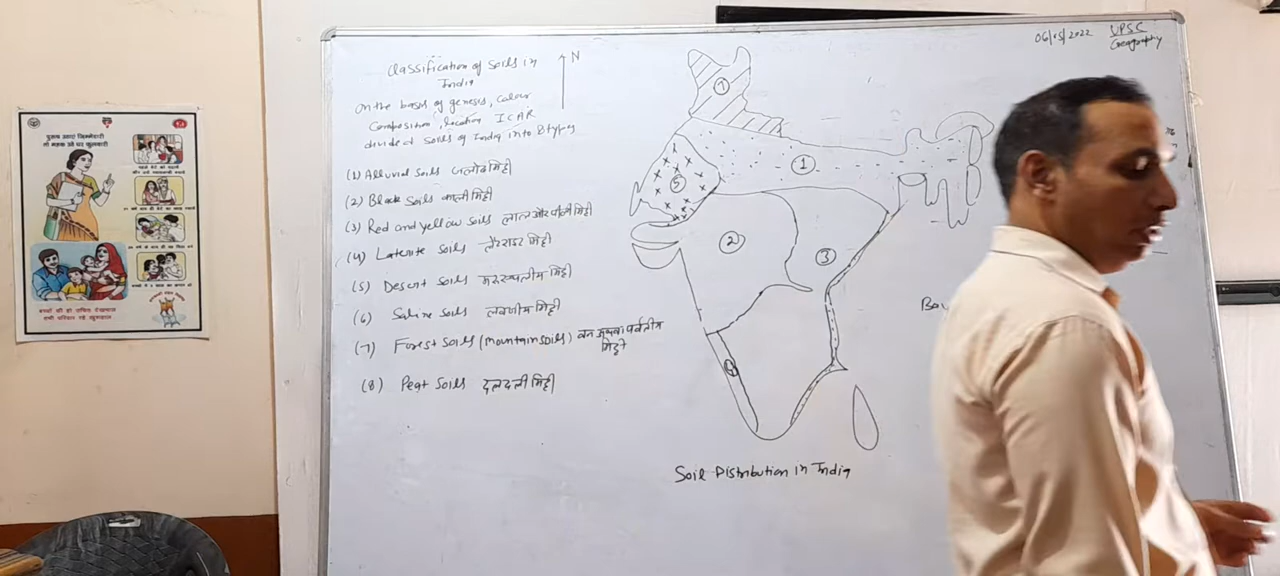 06/05/2022
UPSC
Geography
Classification of soils in
India
N
On the basis of genesis, Colour
Composition, Location ICAR
divided soils of India into 8 types
(1) Alluvial Soils जलोढ मिट्टी
(2) Black Soils काली मिट्टी
(3) Red and yellow Soils लाल और पीली मिट्टी
(4) Laterite Soils लैटेराइट मिट्टी
(5) Desert Soils मरुस्थलीय मिट्टी
(6) Saline Soils लवणीय मिट्टी
(7) Forest Soils (mountain soils) वन अथवा पर्वतीय
मिट्टी
(8) Peat Soils दलदली मिट्टी
7
1
5
2
3
4
Bay
Soil Distribution in India